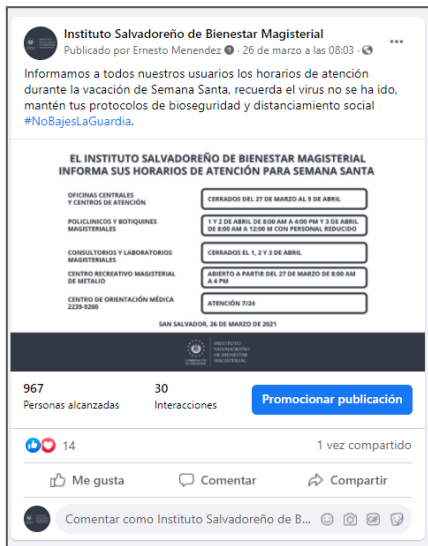 Instituto Salvadoreño de Bienestar Magisterial
Publicado por Ernesto Menendez · 26 de marzo a las 08:03 ·
Informamos a todos nuestros usuarios los horarios de atención
durante la vacación de Semana Santa, recuerda el virus no se ha ido,
mantén tus protocolos de bioseguridad y distanciamiento social
#NoBajesLaGuardia.
EL INSTITUTO SALVADOREÑO DE BIENESTAR MAGISTERIAL
INFORMA SUS HORARIOS DE ATENCIÓN PARA SEMANA SANTA
OFICINAS CENTRALES
Y CENTROS DE ATENCIÓN
CERRADOS DEL 27 DE MARZO AL 5 DE ABRIL
POLICLINICOS Y BOTIQUINES
MAGISTERIALES
1 Y 2 DE ABRIL DE 8:00 AM A 4:00 PM Y 3 DE ABRIL
DE 8:00 AM A 12:00 M CON PERSONAL REDUCIDO
CONSULTORIOS Y LABORATORIOS
MAGISTERIALES
CERRADOS EL 1, 2 Y 3 ABRIL
CENTRO RECREATIVO MAGISTERIAL
DE METALIO
ABIERTO A PARTIR DEL 27 DE MARZO DE 8:00 AM
A 4 PM
CENTRO DE ORIENTACIÓN MÉDICA
2239-9280
ATENCIÓN 7/24
SAN SALVADOR, 26 DE MARZO DE 2021
INSTITUTO
SALVADOREÑO
DE BIENESTAR
MAGISTERIAL
967
Personas alcanzadas
30
Interacciones
Promocionar publicación
14
1 vez compartido
Me gusta
Comentar
Compartir
Comentar como Instituto Salvadoreño de B...
GIF